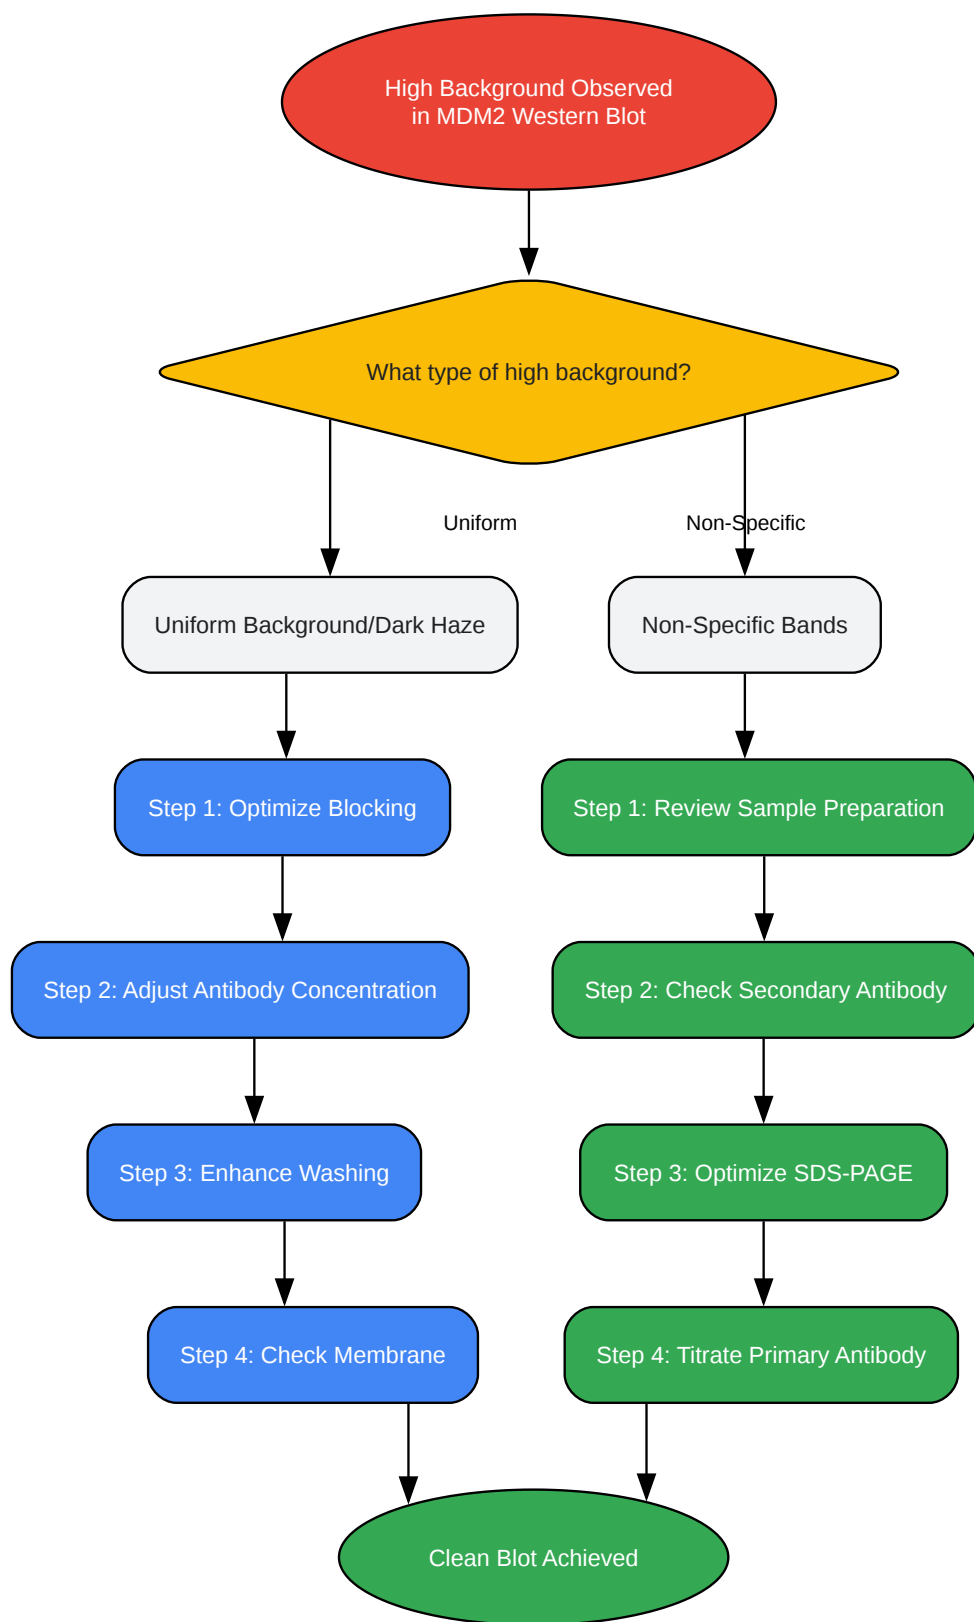 High Background Observed
in MDM2 Western Blot
What type of high background?
Uniform
Non-Specific
Uniform Background/Dark Haze
Non-Specific Bands
Step 1: Optimize Blocking
Step 1: Review Sample Preparation
Step 2: Adjust Antibody Concentration
Step 2: Check Secondary Antibody
Step 3: Enhance Washing
Step 3: Optimize SDS-PAGE
Step 4: Check Membrane
Step 4: Titrate Primary Antibody
Clean Blot Achieved